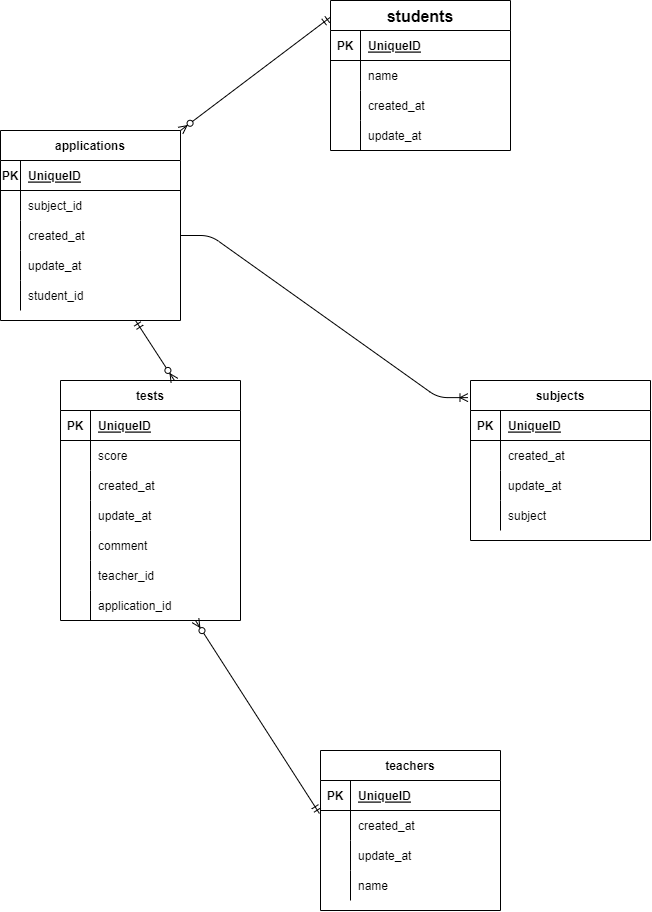 students
PK UniqueID
name
created_at
update_at
applications
PK UniqueID
subject_id
created_at
update_at
student_id
tests
PK UniqueID
score
created_at
update_at
comment
teacher_id
application_id
subjects
PK UniqueID
created_at
update_at
subject
teachers
PK UniqueID
created_at
update_at
name